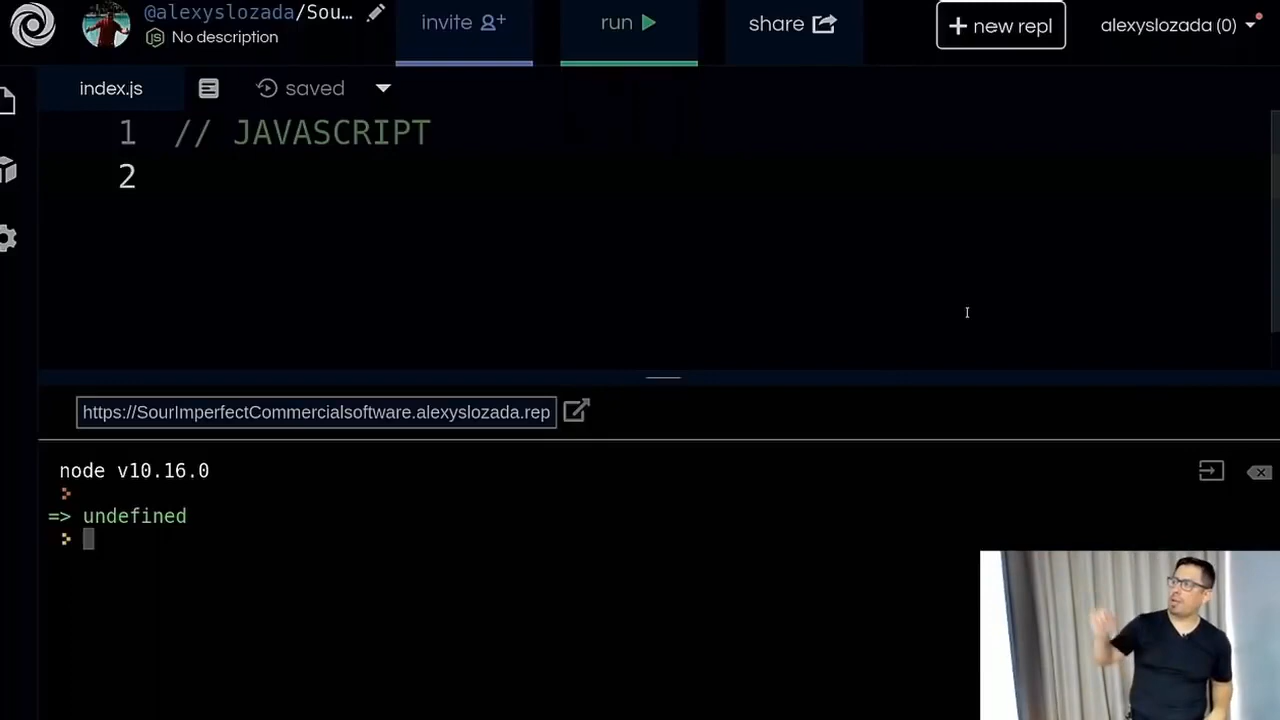 @alexyslozada/Sou...
No description
invite
run
share
+ new repl
alexyslozada (0)
index.js
saved
1 // JAVASCRIPT
2
https://SourImperfectCommercialsoftware.alexyslozada.rep
node v10.16.0
=> undefined